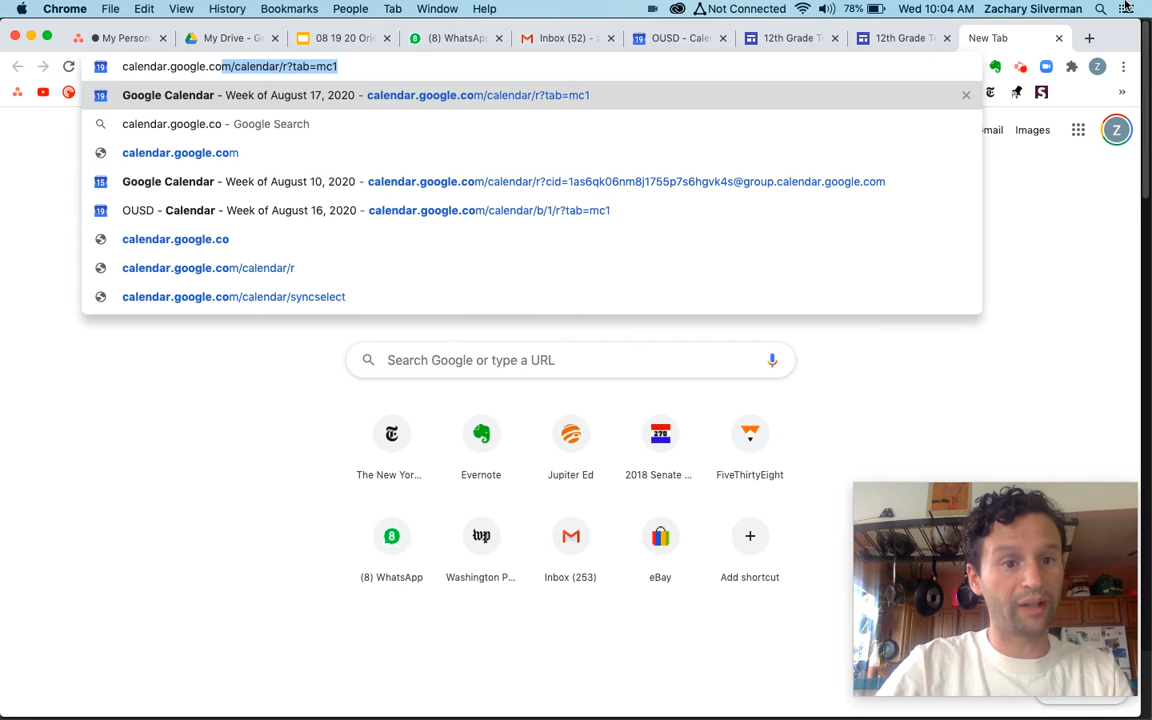 Chrome File Edit View History Bookmarks People Tab Window Help Not Connected 78% Wed 10:04 AM Zachary Silverman
My Person
My Drive - G
08 19 20 Orie
(8) WhatsApp
Inbox (52) - z
OUSD - Cale
12th Grade T
12th Grade T
New Tab
calendar.google.com/calendar/r?tab=mc1
Google Calendar - Week of August 17, 2020 - calendar.google.com/calendar/r?tab=mc1
calendar.google.co - Google Search
calendar.google.com
Google Calendar - Week of August 10, 2020 - calendar.google.com/calendar/r?cid=1as6qk06nm8j1755p7s6hgvk4s@group.calendar.google.com
OUSD - Calendar - Week of August 16, 2020 - calendar.google.com/calendar/b/1/r?tab=mc1
calendar.google.co
calendar.google.com/calendar/r
calendar.google.com/calendar/syncselect
mail Images Z
Search Google or type a URL
The New Yor...
Evernote
Jupiter Ed
2018 Senate ...
FiveThirtyEight
(8) WhatsApp
Washington P...
Inbox (253)
eBay
Add shortcut